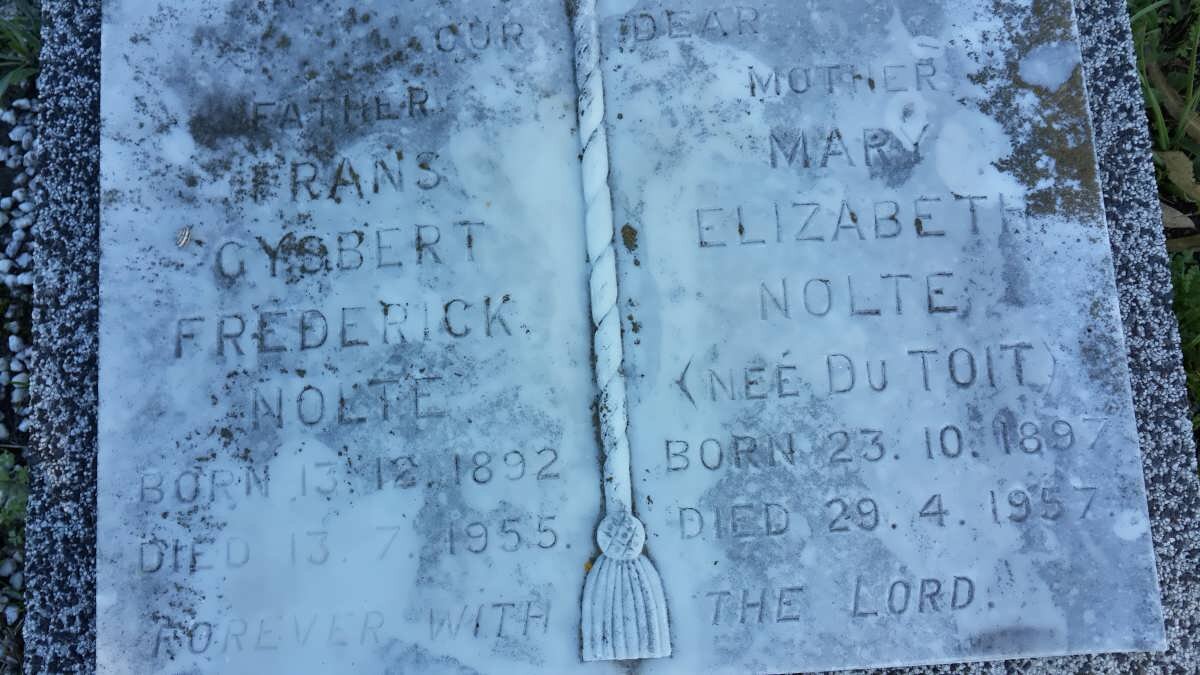 OUR DEAR
FATHER
FRANS
GYSBERT
FREDERICK
NOLTE
BORN 13.12.1892
DIED 13.7.1955.
MOTHER
MARY
ELIZABETH
NOLTE,
(NEÉ DU TOIT)
BORN 23.10.1897.
DIED 29.4.1957.
FOREVER WITH THE LORD.